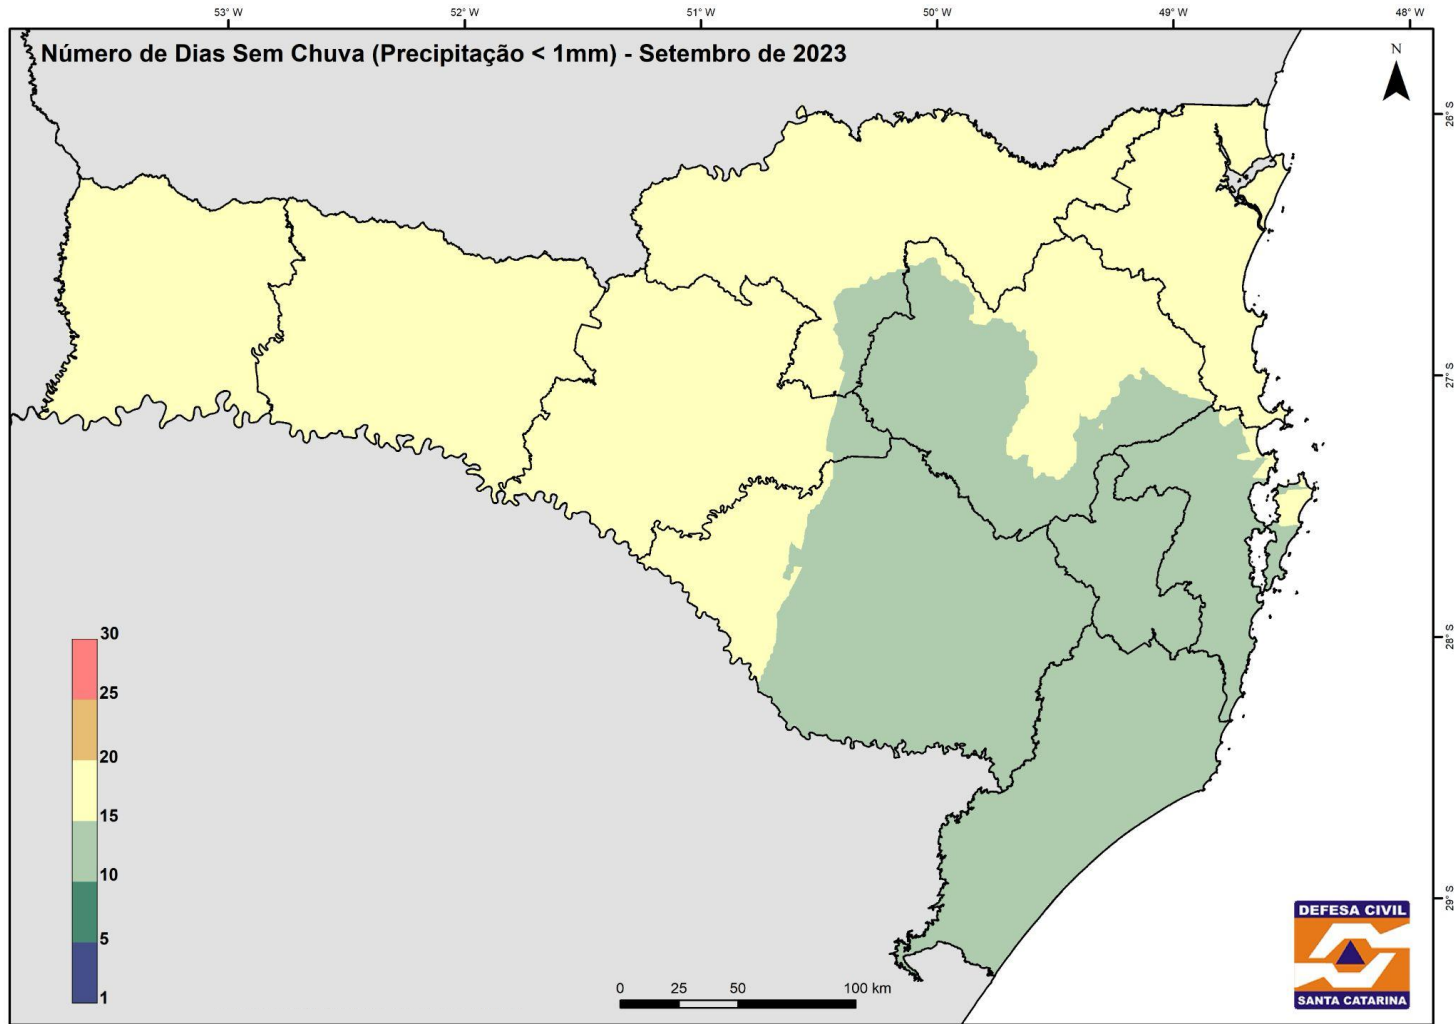 53° W 52° W 51° W 50° W 49° W 48° W
Número de Dias Sem Chuva (Precipitação < 1mm) - Setembro de 2023
N
26° S
27° S
28° S
29° S
30
25
20
15
10
5
1
0 25 50 100 km
DEFESA CIVIL
SANTA CATARINA